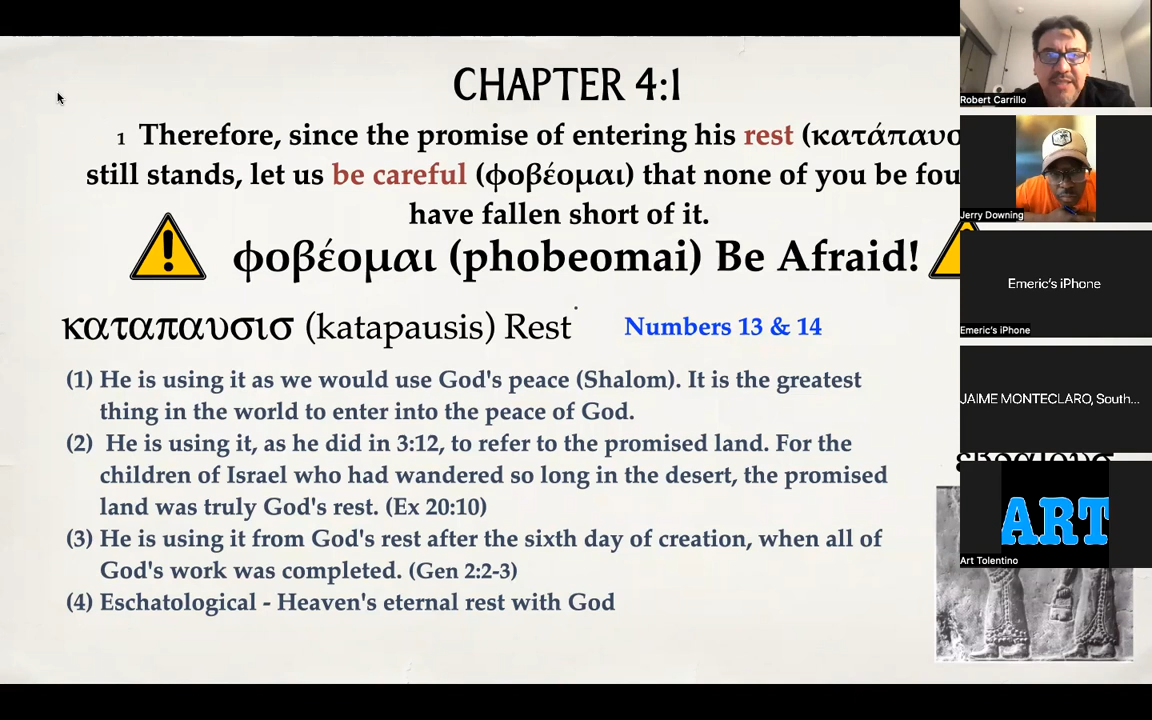 CHAPTER 4:1
1 Therefore, since the promise of entering his rest (κατάπαυσ
still stands, let us be careful (φοβέομαι) that none of you be fou
have fallen short of it.
φοβέομαι (phobeomai) Be Afraid!
καταπαυσισ (katapausis) Rest
Numbers 13 & 14
(1) He is using it as we would use God's peace (Shalom). It is the greatest
thing in the world to enter into the peace of God.
(2) He is using it, as he did in 3:12, to refer to the promised land. For the
children of Israel who had wandered so long in the desert, the promised
land was truly God's rest. (Ex 20:10)
(3) He is using it from God's rest after the sixth day of creation, when all of
God's work was completed. (Gen 2:2-3)
(4) Eschatological - Heaven's eternal rest with God
Robert Carrillo
Jerry Downing
Emeric's iPhone
Emeric's iPhone
JAIME MONTECLARO, South...
ART
Art Tolentino